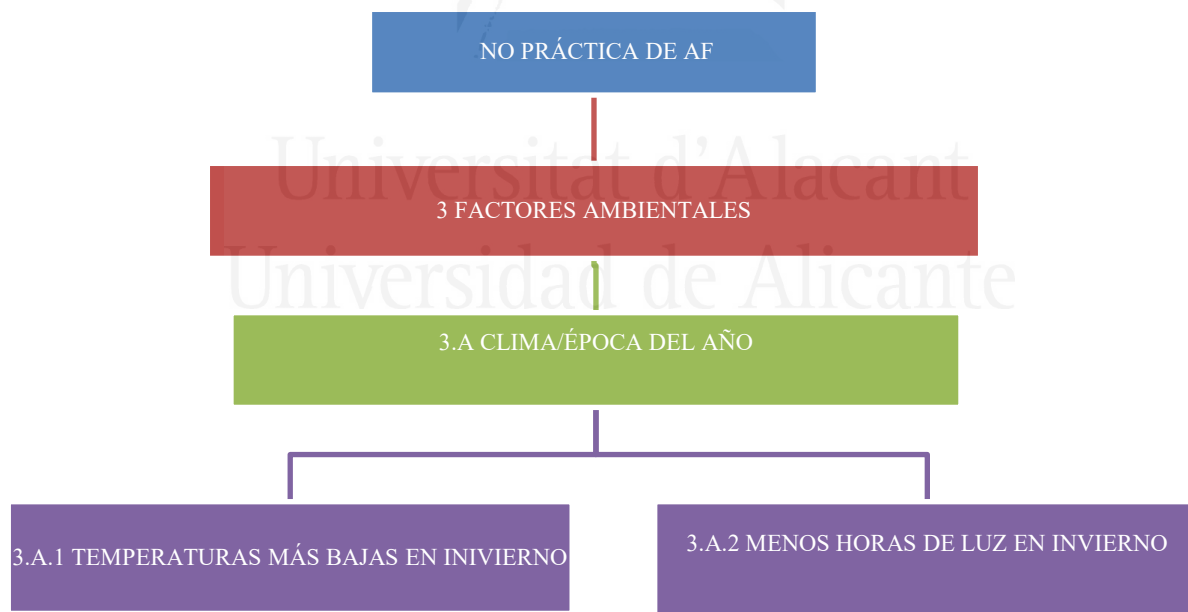 NO PRÁCTICA DE AF
Universitat d'Alacant
3 FACTORES AMBIENTALES
Universidad de Alicante
3.A CLIMA/ÉPOCA DEL AÑO
3.A.1 TEMPERATURAS MÁS BAJAS EN INIVIERNO
3.A.2 MENOS HORAS DE LUZ EN INVIERNO